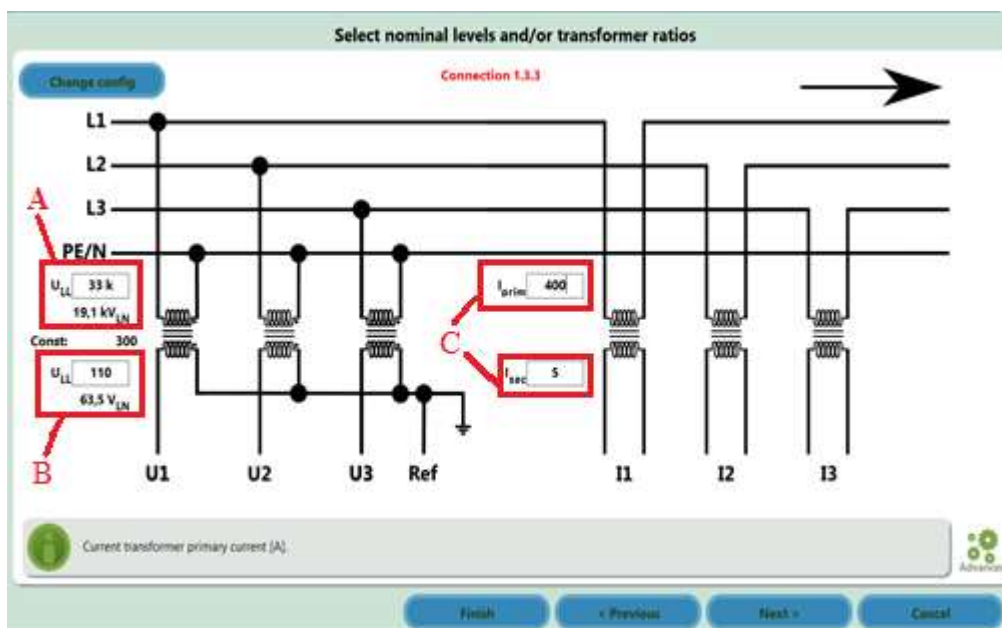 Select nominal levels and/or transformer ratios
Change config
Connection 1.3.3
L1
L2
L3
PE/N
A
ULL 33 k
19,1 kVLN
Const: 300
ULL 110
63,5 VLN
B
Iprim 400
C
Isec 5
U1 U2 U3 Ref I1 I2 I3
Current transformer primary current [A].
Advanced
Finish
< Previous
Next >
Cancel